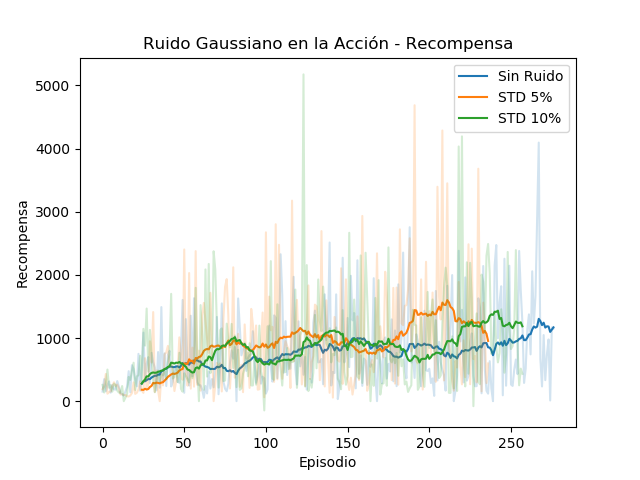 Ruido Gaussiano en la Acción - Recompensa
Sin Ruido
STD 5%
STD 10%
Recompensa
5000
4000
3000
2000
1000
0
0 50 100 150 200 250
Episodio